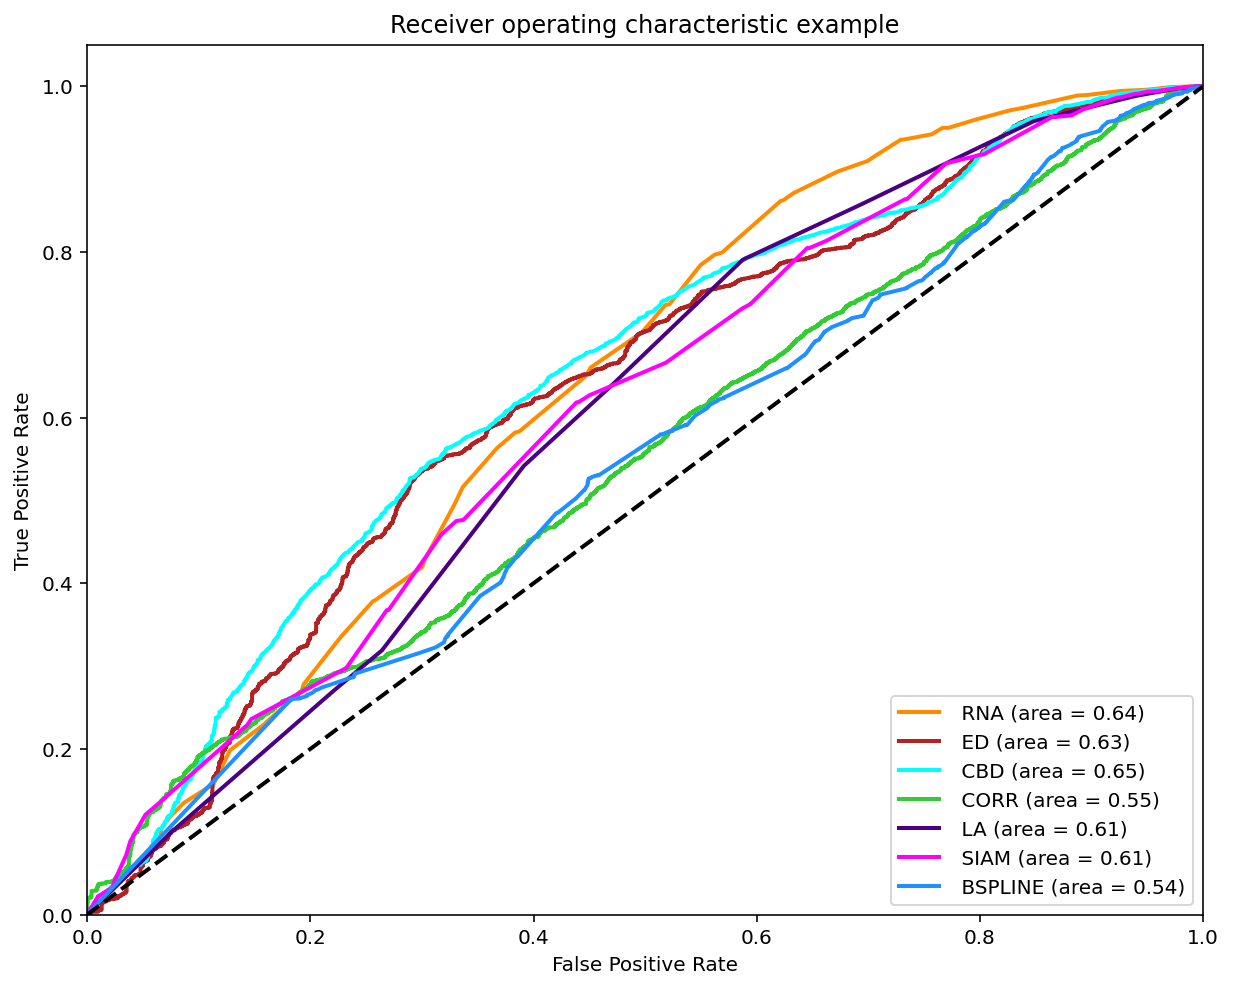 Receiver operating characteristic example
True Positive Rate
1.0
0.8
0.6
0.4
0.2
0.0
RNA (area = 0.64)
ED (area = 0.63)
CBD (area = 0.65)
CORR (area = 0.55)
LA (area = 0.61)
SIAM (area = 0.61)
BSPLINE (area = 0.54)
0.0 0.2 0.4 0.6 0.8 1.0
False Positive Rate